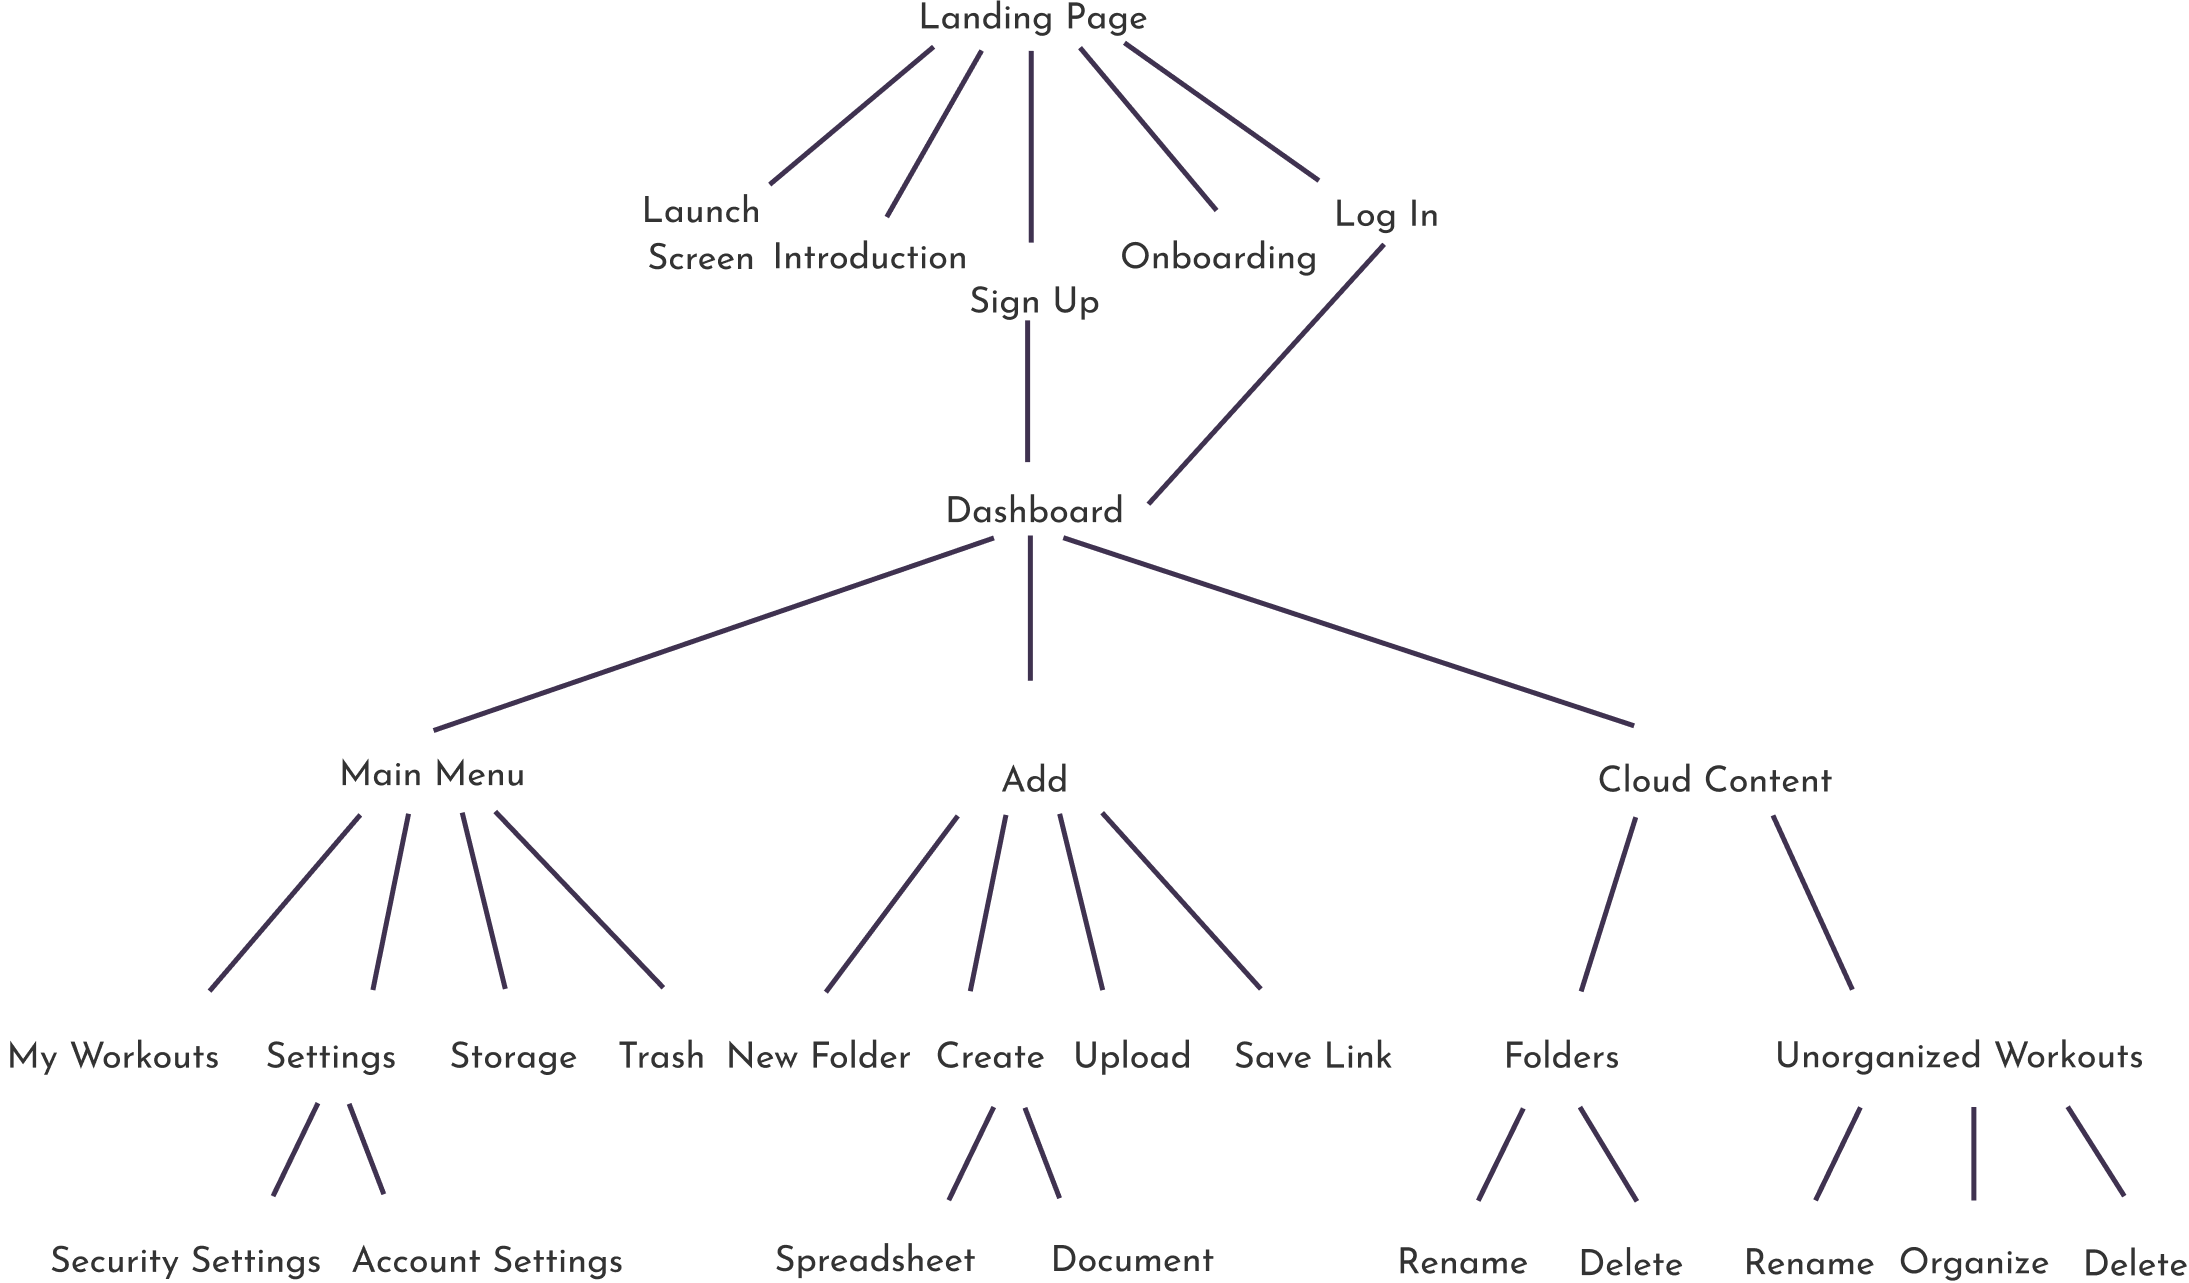 Landing Page
Launch
Screen
Introduction
Sign Up
Onboarding
Log In
Dashboard
Main Menu
Add
Cloud Content
My Workouts
Settings
Storage
Trash
New Folder
Create
Upload
Save Link
Folders
Unorganized Workouts
Security Settings
Account Settings
Spreadsheet
Document
Rename
Delete
Rename
Organize
Delete